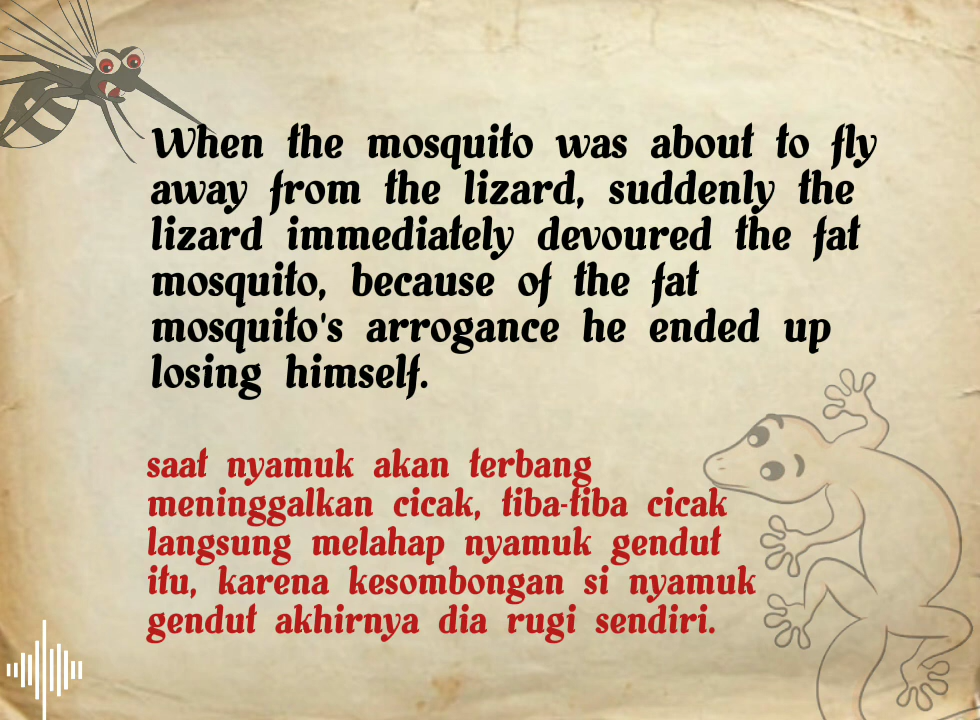 When the mosquito was about to fly
away from the lizard, suddenly the
lizard immediately devoured the fat
mosquito, because of the fat
mosquito's arrogance he ended up
losing himself.
saat nyamuk akan terbang
meninggalkan cicak, tiba-tiba cicak
langsung melahap nyamuk gendut
itu, karena kesombongan si nyamuk
gendut akhirnya dia rugi sendiri.